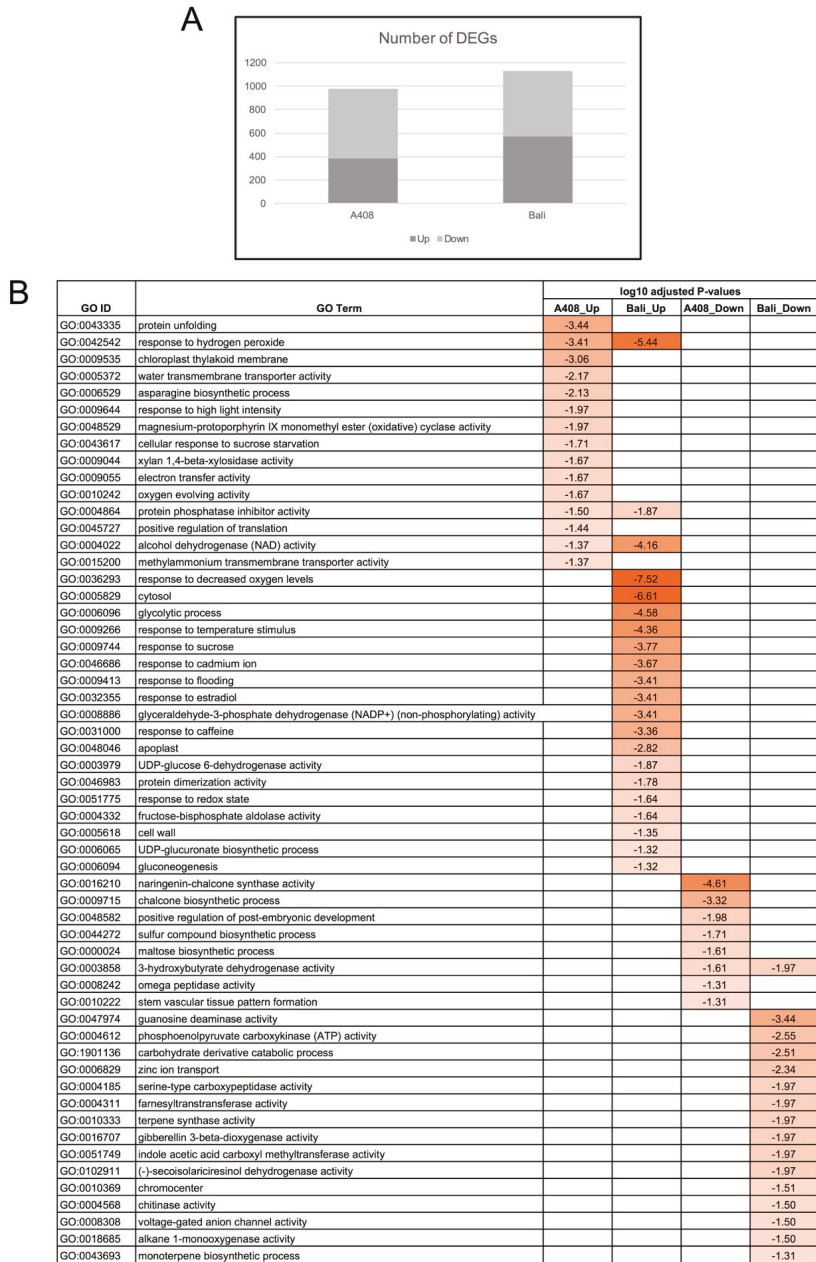 A
Number of DEGs
1200
1000
800
600
400
200
0
A408 Bali
Up Down
B
log10 adjusted P-values
GO ID GO Term A408_Up Bali_Up A408_Down Bali_Down
GO:0043335 protein unfolding -3.44
GO:0042542 response to hydrogen peroxide -3.41 -5.44
GO:0009535 chloroplast thylakoid membrane -3.06
GO:0005372 water transmembrane transporter activity -2.17
GO:0006529 asparagine biosynthetic process -2.13
GO:0009644 response to high light intensity -1.97
GO:0048529 magnesium-protoporphyrin IX monomethyl ester (oxidative) cyclase activity -1.97
GO:0043617 cellular response to sucrose starvation -1.71
GO:0009044 xylan 1,4-beta-xylosidase activity -1.67
GO:0009055 electron transfer activity -1.67
GO:0010242 oxygen evolving activity -1.67
GO:0004864 protein phosphatase inhibitor activity -1.50 -1.87
GO:0045727 positive regulation of translation -1.44
GO:0004022 alcohol dehydrogenase (NAD) activity -1.37 -4.16
GO:0015200 methylammonium transmembrane transporter activity -1.37
GO:0036293 response to decreased oxygen levels -7.52
GO:0005829 cytosol -6.61
GO:0006096 glycolytic process -4.58
GO:0009266 response to temperature stimulus -4.36
GO:0009744 response to sucrose -3.77
GO:0046686 response to cadmium ion -3.67
GO:0009413 response to flooding -3.41
GO:0032355 response to estradiol -3.41
GO:0008886 glyceraldehyde-3-phosphate dehydrogenase (NADP+) (non-phosphorylating) activity -3.41
GO:0031000 response to caffeine -3.36
GO:0048046 apoplast -2.82
GO:0003979 UDP-glucose 6-dehydrogenase activity -1.87
GO:0046983 protein dimerization activity -1.78
GO:0051775 response to redox state -1.64
GO:0004332 fructose-bisphosphate aldolase activity -1.64
GO:0005618 cell wall -1.35
GO:0006065 UDP-glucuronate biosynthetic process -1.32
GO:0006094 gluconeogenesis -1.32
GO:0016210 naringenin-chalcone synthase activity -4.61
GO:0009715 chalcone biosynthetic process -3.32
GO:0048582 positive regulation of post-embryonic development -1.98
GO:0044272 sulfur compound biosynthetic process -1.71
GO:0000024 maltose biosynthetic process -1.61
GO:0003858 3-hydroxybutyrate dehydrogenase activity -1.61 -1.97
GO:0008242 omega peptidase activity -1.31
GO:0010222 stem vascular tissue pattern formation -1.31
GO:0047974 guanosine deaminase activity -3.44
GO:0004612 phosphoenolpyruvate carboxykinase (ATP) activity -2.55
GO:1901136 carbohydrate derivative catabolic process -2.51
GO:0006829 zinc ion transport -2.34
GO:0004185 serine-type carboxypeptidase activity -1.97
GO:0004311 farnesyltranstransferase activity -1.97
GO:0010333 terpene synthase activity -1.97
GO:0016707 gibberellin 3-beta-dioxygenase activity -1.97
GO:0051749 indole acetic acid carboxyl methyltransferase activity -1.97
GO:0102911 (-)-secoisolariciresinol dehydrogenase activity -1.97
GO:0010369 chromocenter -1.51
GO:0004568 chitinase activity -1.50
GO:0008308 voltage-gated anion channel activity -1.50
GO:0018685 alkane 1-monooxygenase activity -1.50
GO:0043693 monoterpene biosynthetic process -1.31